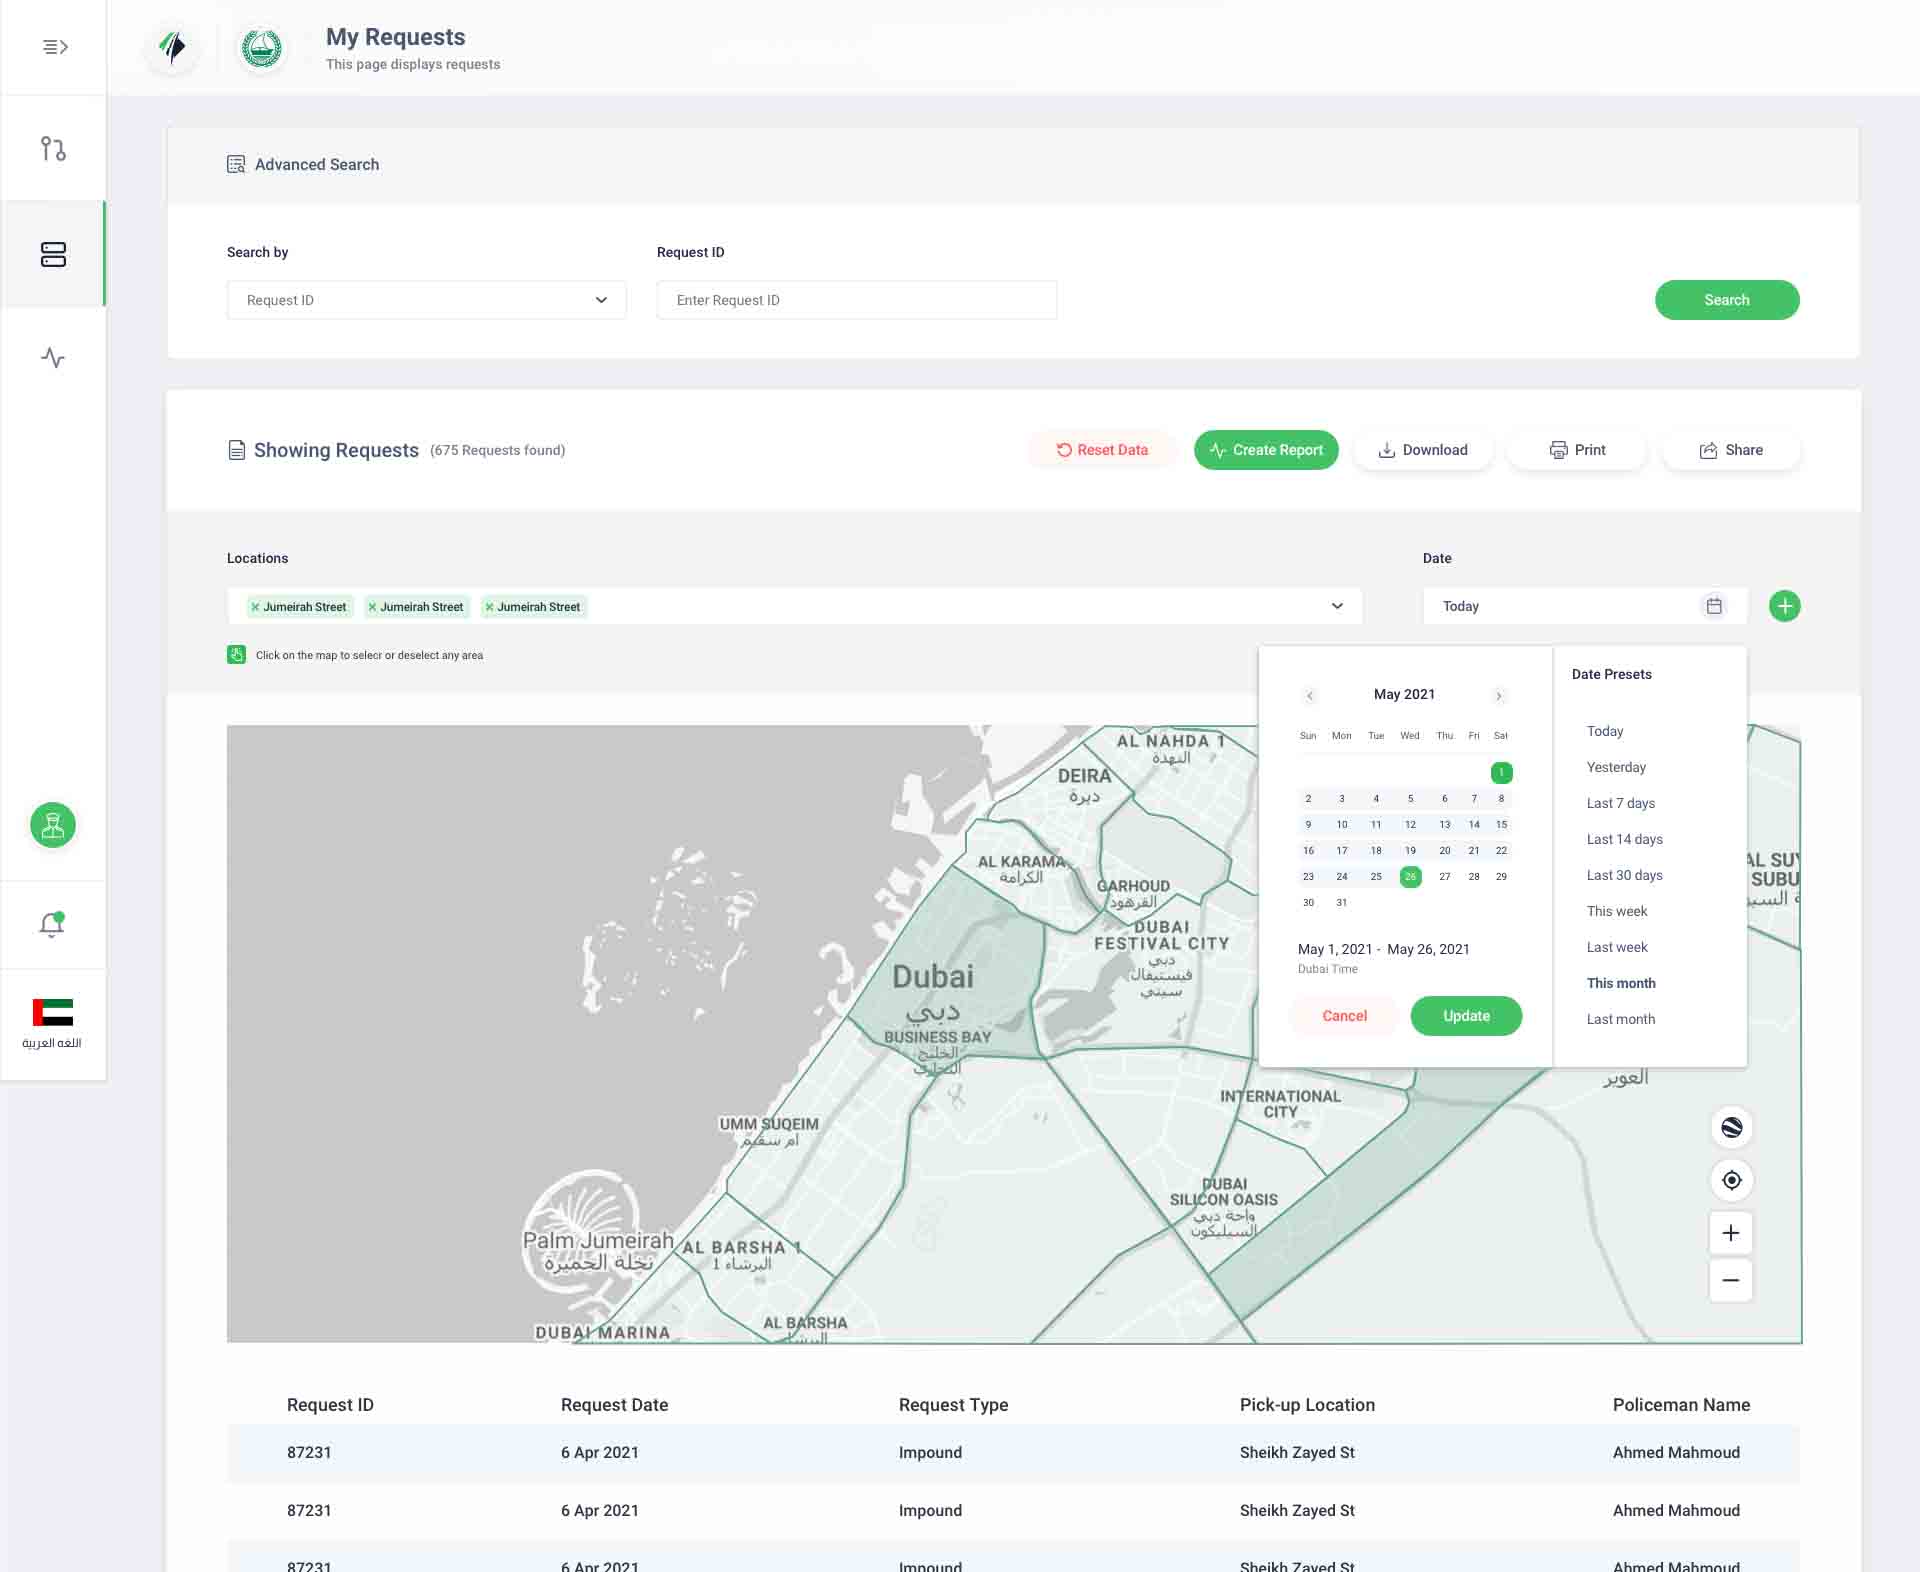 My Requests
This page displays requests
Advanced Search
Search by
Request ID
Request ID
Enter Request ID
Search
Showing Requests (675 Requests found)
Reset Data
Create Report
Download
Print
Share
Locations
Date
Jumeirah Street
Jumeirah Street
Jumeirah Street
Today
Click on the map to selecr or deselect any area
May 2021
Sun Mon Tue Wed Thu Fri Sat
1
2 3 4 5 6 7 8
9 10 11 12 13 14 15
16 17 18 19 20 21 22
23 24 25 26 27 28 29
30 31
May 1, 2021 - May 26, 2021
Dubai Time
Cancel
Update
Date Presets
Today
Yesterday
Last 7 days
Last 14 days
Last 30 days
This week
Last week
This month
Last month
اللغه العربية
AL NAHDA 1
النهدة
DEIRA
ديرة
AL KARAMA
الكرامة
GARHOUD
القرهود
DUBAI
FESTIVAL CITY
دبي
فيستيفال
سيتي
Dubai
دبي
BUSINESS BAY
الخليج
التجاري
UMM SUQEIM
ام سقيم
INTERNATIONAL
CITY
العوير
DUBAI
SILICON OASIS
واحة دبي
السيليكون
Palm Jumeirah
نخلة الجميرة
AL BARSHA 1
البرشاء 1
AL BARSHA
DUBAI MARINA
Request ID Request Date Request Type Pick-up Location Policeman Name
87231 6 Apr 2021 Impound Sheikh Zayed St Ahmed Mahmoud
87231 6 Apr 2021 Impound Sheikh Zayed St Ahmed Mahmoud
87231 6 Apr 2021 Impound Sheikh Zayed St Ahmed Mahmoud